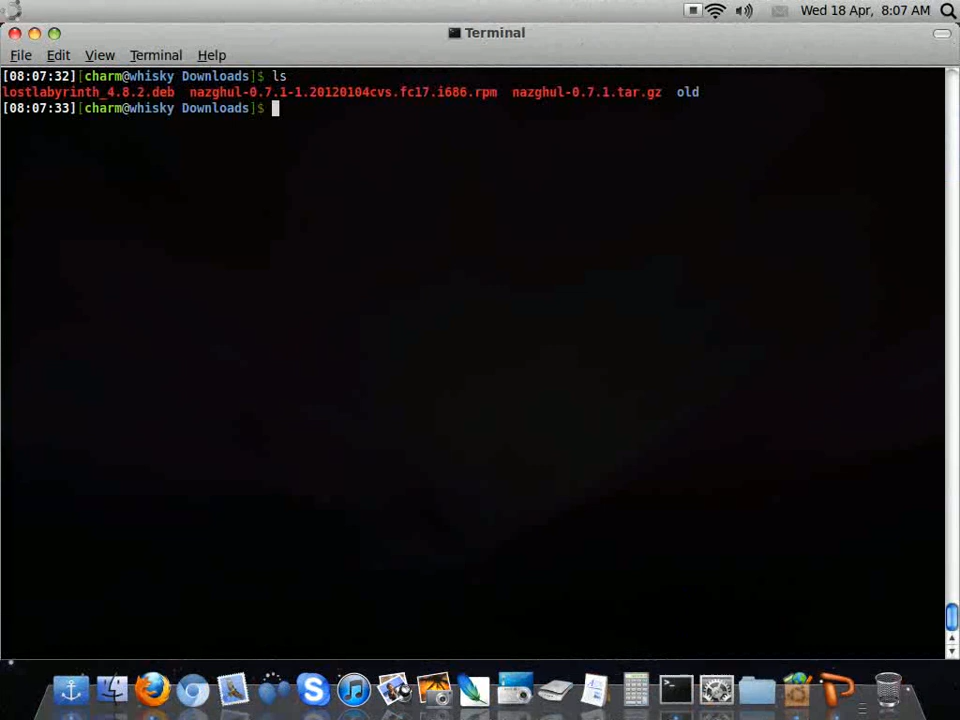 Wed 18 Apr, 8:07 AM
Terminal
File Edit View Terminal Help
[08:07:32][charm@whisky Downloads]$ ls
lostlabyrinth_4.8.2.deb nazghul-0.7.1-1.20120104cvs.fc17.i686.rpm nazghul-0.7.1.tar.gz old
[08:07:33][charm@whisky Downloads]$